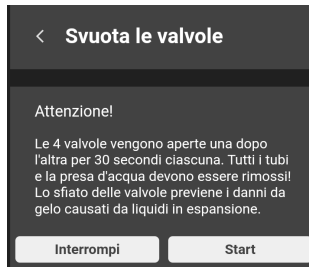 Svuota le valvole
Attenzione!
Le 4 valvole vengono aperte una dopo
l'altra per 30 secondi ciascuna. Tutti i tubi
e la presa d'acqua devono essere rimossi!
Lo sfiato delle valvole previene i danni da
gelo causati da liquidi in espansione.
Interrompi Start